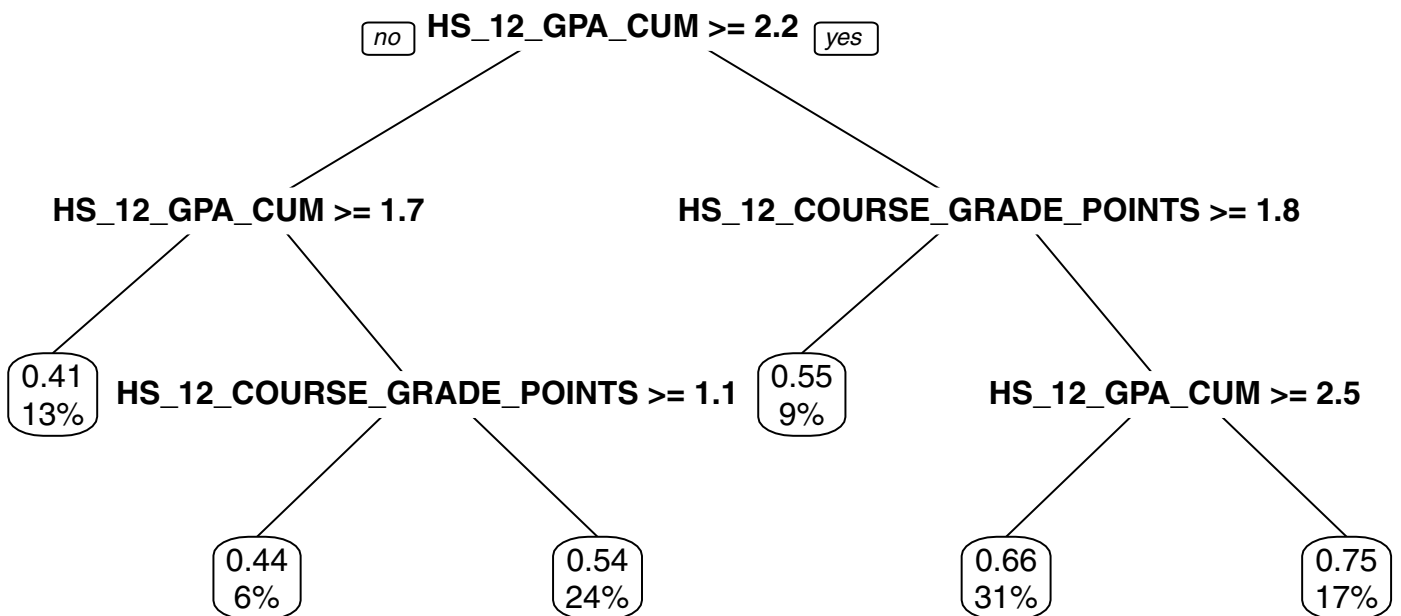 no HS_12_GPA_CUM >= 2.2 yes
HS_12_GPA_CUM >= 1.7
HS_12_COURSE_GRADE_POINTS >= 1.8
0.41
13%
HS_12_COURSE_GRADE_POINTS >= 1.1
0.55
9%
HS_12_GPA_CUM >= 2.5
0.44
6%
0.54
24%
0.66
31%
0.75
17%